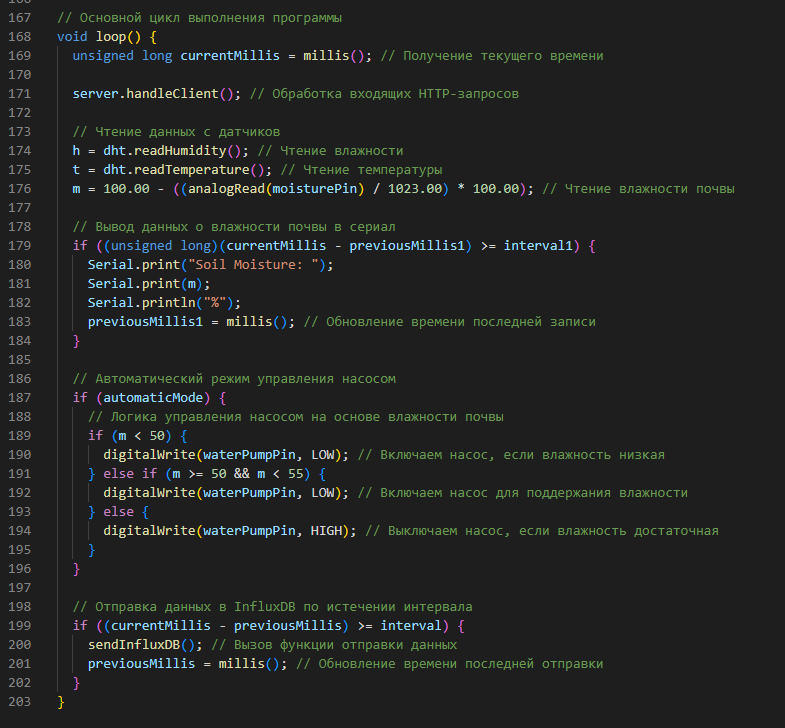 166
167 // Основной цикл выполнения программы
168 void loop() {
169   unsigned long currentMillis = millis(); // Получение текущего времени
170
171   server.handleClient(); // Обработка входящих HTTP-запросов
172
173   // Чтение данных с датчиков
174   h = dht.readHumidity(); // Чтение влажности
175   t = dht.readTemperature(); // Чтение температуры
176   m = 100.00 - ((analogRead(moisturePin) / 1023.00) * 100.00); // Чтение влажности почвы
177
178   // Вывод данных о влажности почвы в сериал
179   if ((unsigned long)(currentMillis - previousMillis1) >= interval1) {
180     Serial.print("Soil Moisture: ");
181     Serial.print(m);
182     Serial.println("%");
183     previousMillis1 = millis(); // Обновление времени последней записи
184   }
185
186   // Автоматический режим управления насосом
187   if (automaticMode) {
188     // Логика управления насосом на основе влажности почвы
189     if (m < 50) {
190       digitalWrite(waterPumpPin, LOW); // Включаем насос, если влажность низкая
191     } else if (m >= 50 && m < 55) {
192       digitalWrite(waterPumpPin, LOW); // Включаем насос для поддержания влажности
193     } else {
194       digitalWrite(waterPumpPin, HIGH); // Выключаем насос, если влажность достаточная
195     }
196   }
197
198   // Отправка данных в InfluxDB по истечении интервала
199   if ((currentMillis - previousMillis) >= interval) {
200     sendInfluxDB(); // Вызов функции отправки данных
201     previousMillis = millis(); // Обновление времени последней отправки
202   }
203 }